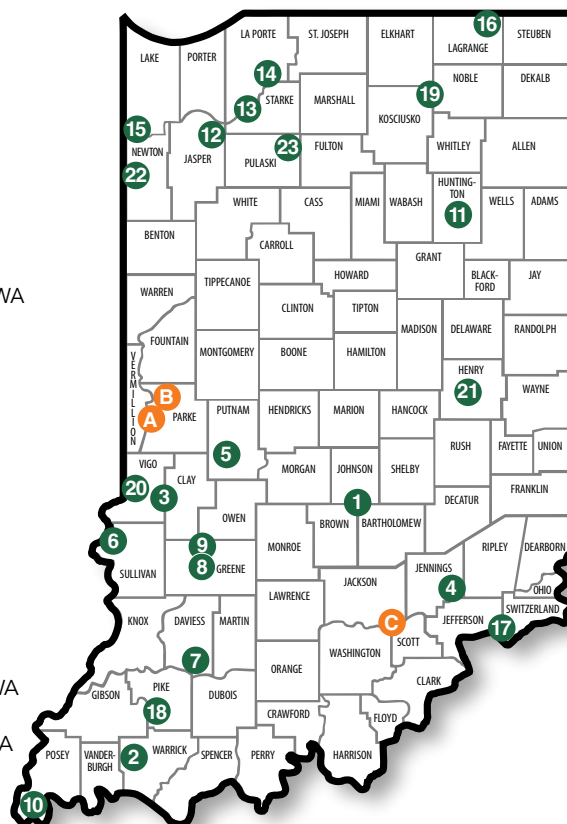 16
LA PORTE
ST. JOSEPH
ELKHART
LAGRANGE
STEUBEN
LAKE
PORTER
14
NOBLE
DEKALB
19
13
STARKE
MARSHALL
KOSCIUSKO
15
12
23
NEWTON
JASPER
PULASKI
FULTON
WHITLEY
ALLEN
22
HUNTING-
TON
11
WHITE
CASS
MIAMI
WABASH
WELLS
ADAMS
BENTON
CARROLL
GRANT
HOWARD
BLACK-
FORD
JAY
WA
WARREN
TIPPECANOE
CLINTON
TIPTON
MADISON
DELAWARE
RANDOLPH
FOUNTAIN
MONTGOMERY
BOONE
HAMILTON
VERMILLION
HENRY
21
WAYNE
B
A
PARKE
PUTNAM
HENDRICKS
MARION
HANCOCK
RUSH
FAYETTE
UNION
5
VIGO
CLAY
MORGAN
JOHNSON
SHELBY
20
3
FRANKLIN
1
DECATUR
OWEN
BROWN
BARTHOLOMEW
6
9
MONROE
RIPLEY
DEARBORN
SULLIVAN
8
GREENE
JACKSON
JENNINGS
4
OHIO
LAWRENCE
SWITZERLAND
KNOX
DAVIESS
MARTIN
C
JEFFERSON
17
SCOTT
WASHINGTON
7
ORANGE
CLARK
WA
GIBSON
PIKE
DUBOIS
18
CRAWFORD
FLOYD
A
POSEY
VANDER-
BURGH
2
WARRICK
SPENCER
PERRY
HARRISON
10